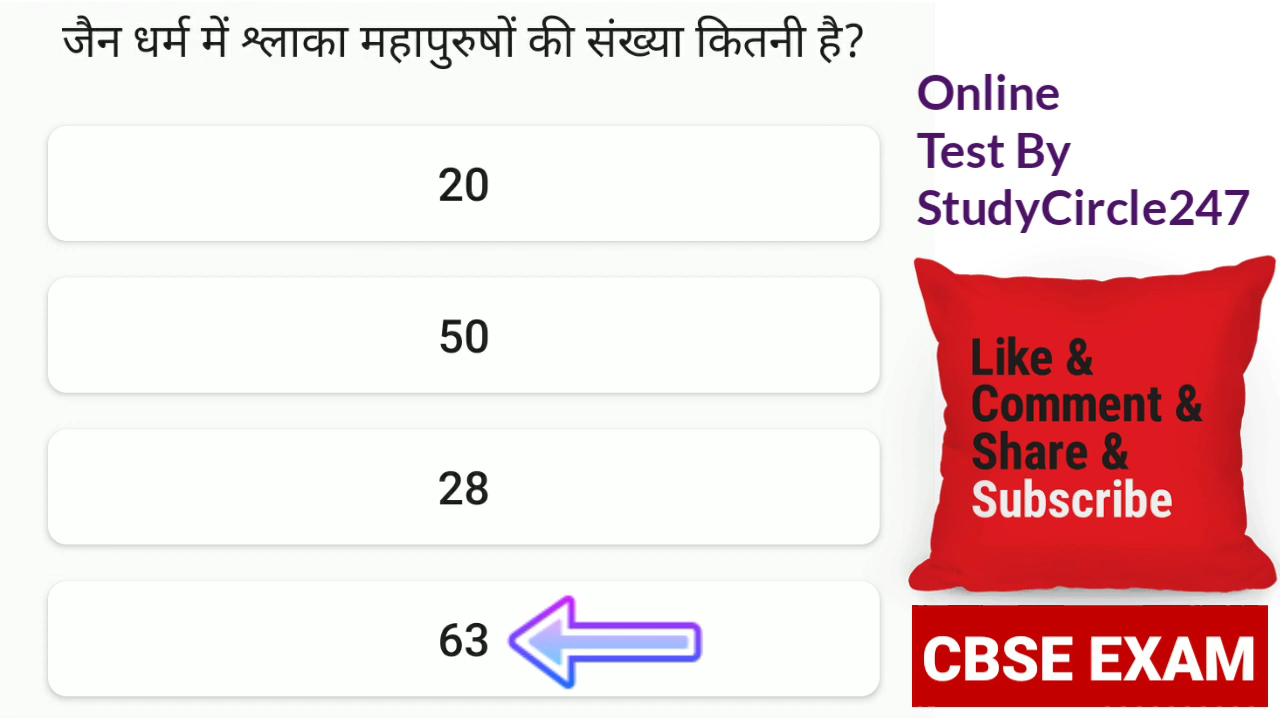 जैन धर्म में श्लाका महापुरुषों की संख्या कितनी है?
20
50
28
63
Online
Test By
StudyCircle247
Like &
Comment &
Share &
Subscribe
CBSE EXAM